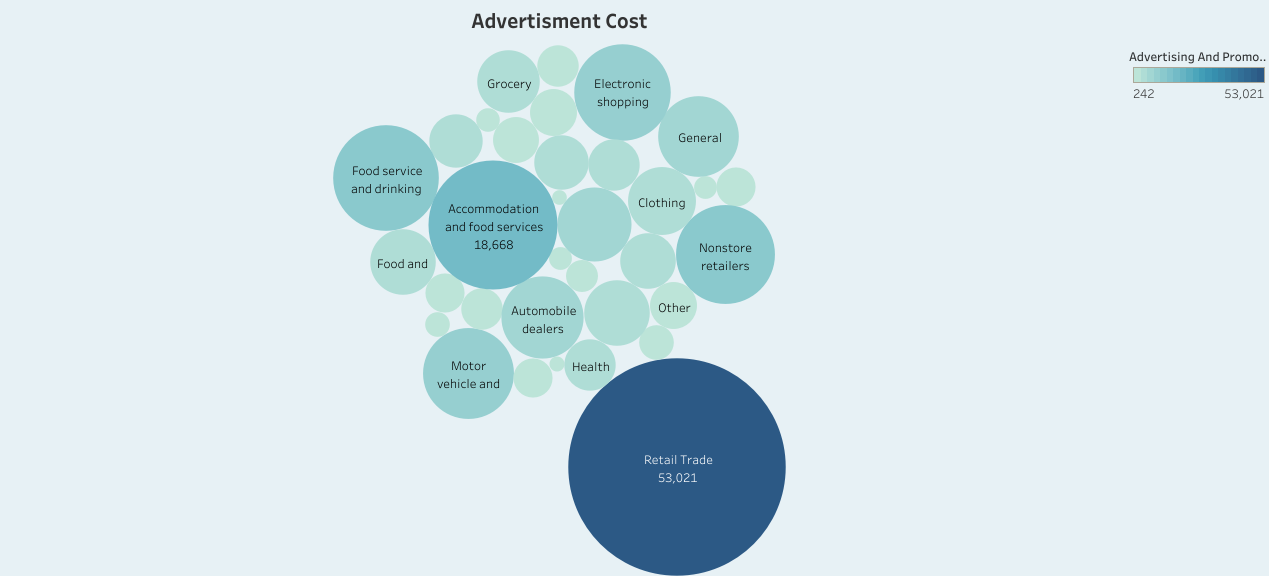 Advertisment Cost
Advertising And Promo..
242
53,021
Grocery
Electronic
shopping
General
Food service
and drinking
Accommodation
and food services
18,668
Clothing
Nonstore
retailers
Food and
Automobile
dealers
Other
Motor
vehicle and
Health
Retail Trade
53,021